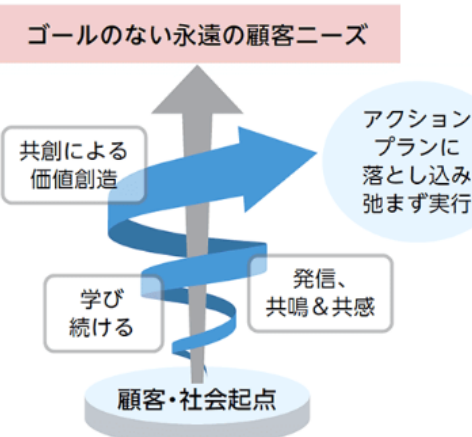 ゴールのない永遠の顧客ニーズ
共創による
価値創造
アクション
プランに
落とし込み
弛まず実行
発信、
共鳴＆共感
学び
続ける
顧客・社会起点